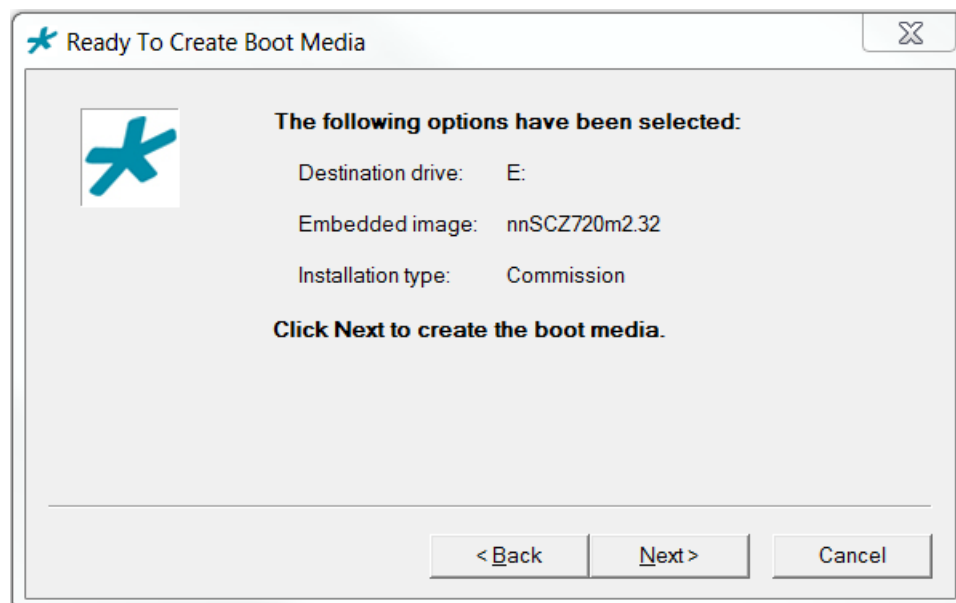 Ready To Create Boot Media
The following options have been selected:
Destination drive: E:
Embedded image: nnSCZ720m2.32
Installation type: Commission
Click Next to create the boot media.
< Back Next > Cancel